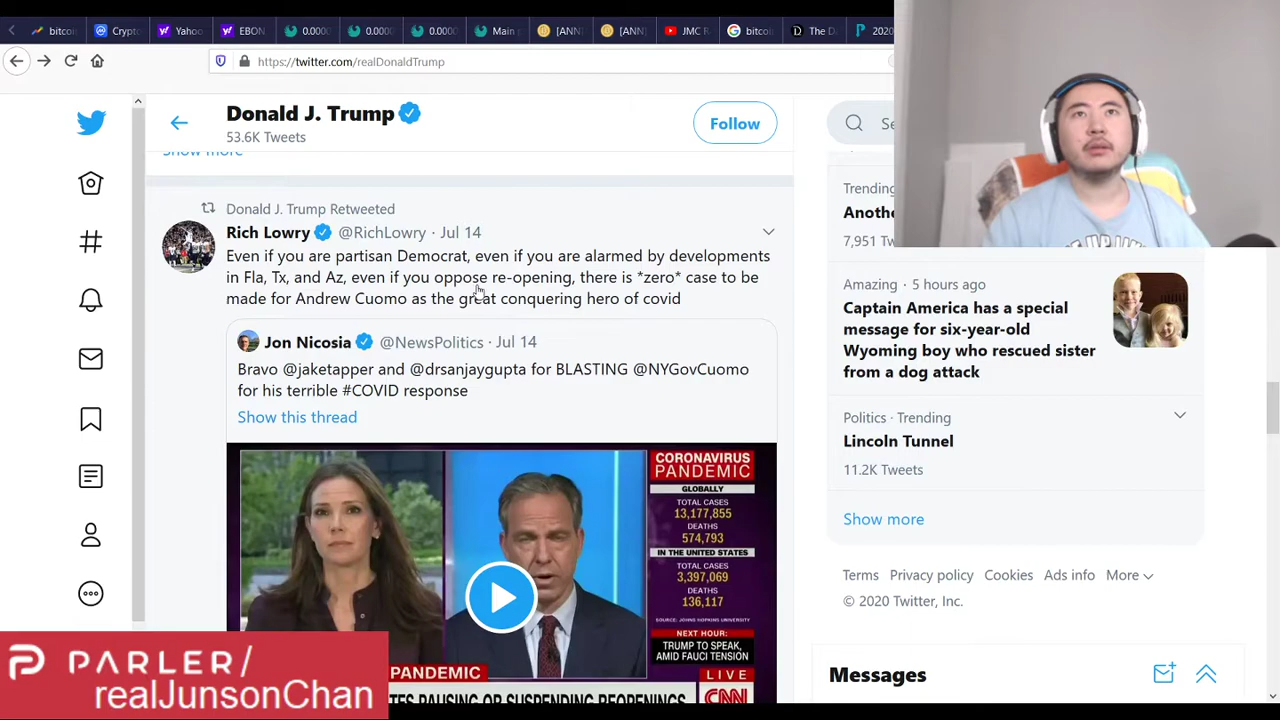 bitcoin
Crypto
Yahoo
EBON
0.0000
0.0000
0.0000
Main
[ANN]
[ANN]
JMC R
bitcoi
The D
2020
https://twitter.com/realDonaldTrump
Donald J. Trump
53.6K Tweets
Follow
Show more
Donald J. Trump Retweeted
Rich Lowry @RichLowry · Jul 14
Even if you are partisan Democrat, even if you are alarmed by developments
in Fla, Tx, and Az, even if you oppose re-opening, there is *zero* case to be
made for Andrew Cuomo as the great conquering hero of covid
Jon Nicosia @NewsPolitics · Jul 14
Bravo @jaketapper and @drsanjaygupta for BLASTING @NYGovCuomo
for his terrible #COVID response
Show this thread
CORONAVIRUS
PANDEMIC
GLOBALLY
TOTAL CASES
13,177,855
DEATHS
574,793
IN THE UNITED STATES
TOTAL CASES
3,397,069
DEATHS
136,117
SOURCE: JOHNS HOPKINS UNIVERSITY
NEXT HOUR:
TRUMP TO SPEAK,
AMID FAUCI TENSION
LIVE
CNN
PANDEMIC
TES PAUSING OR SUSPENDING REOPENINGS
Se
Trending
Anothe
7,951 Tw
Amazing · 5 hours ago
Captain America has a special
message for six-year-old
Wyoming boy who rescued sister
from a dog attack
Politics · Trending
Lincoln Tunnel
11.2K Tweets
Show more
Terms Privacy policy Cookies Ads info More
© 2020 Twitter, Inc.
Messages
PARLER/
realJunsonChan